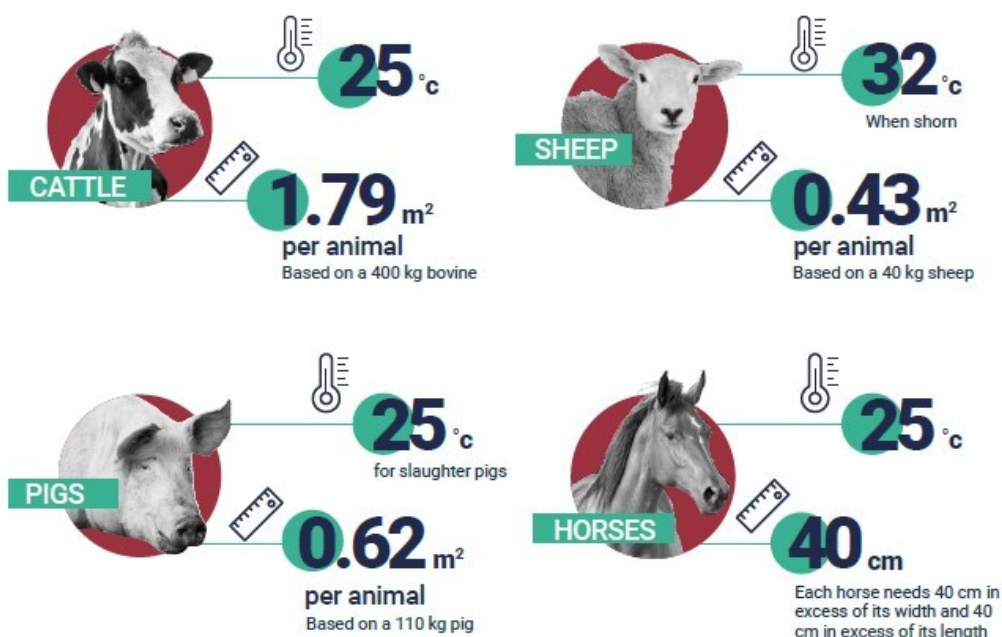 25 °c
CATTLE
1.79 m²
per animal
Based on a 400 kg bovine
32 °c
When shorn
SHEEP
0.43 m²
per animal
Based on a 40 kg sheep
25 °c
for slaughter pigs
PIGS
0.62 m²
per animal
Based on a 110 kg pig
25 °c
HORSES
40 cm
Each horse needs 40 cm in
excess of its width and 40
cm in excess of its length